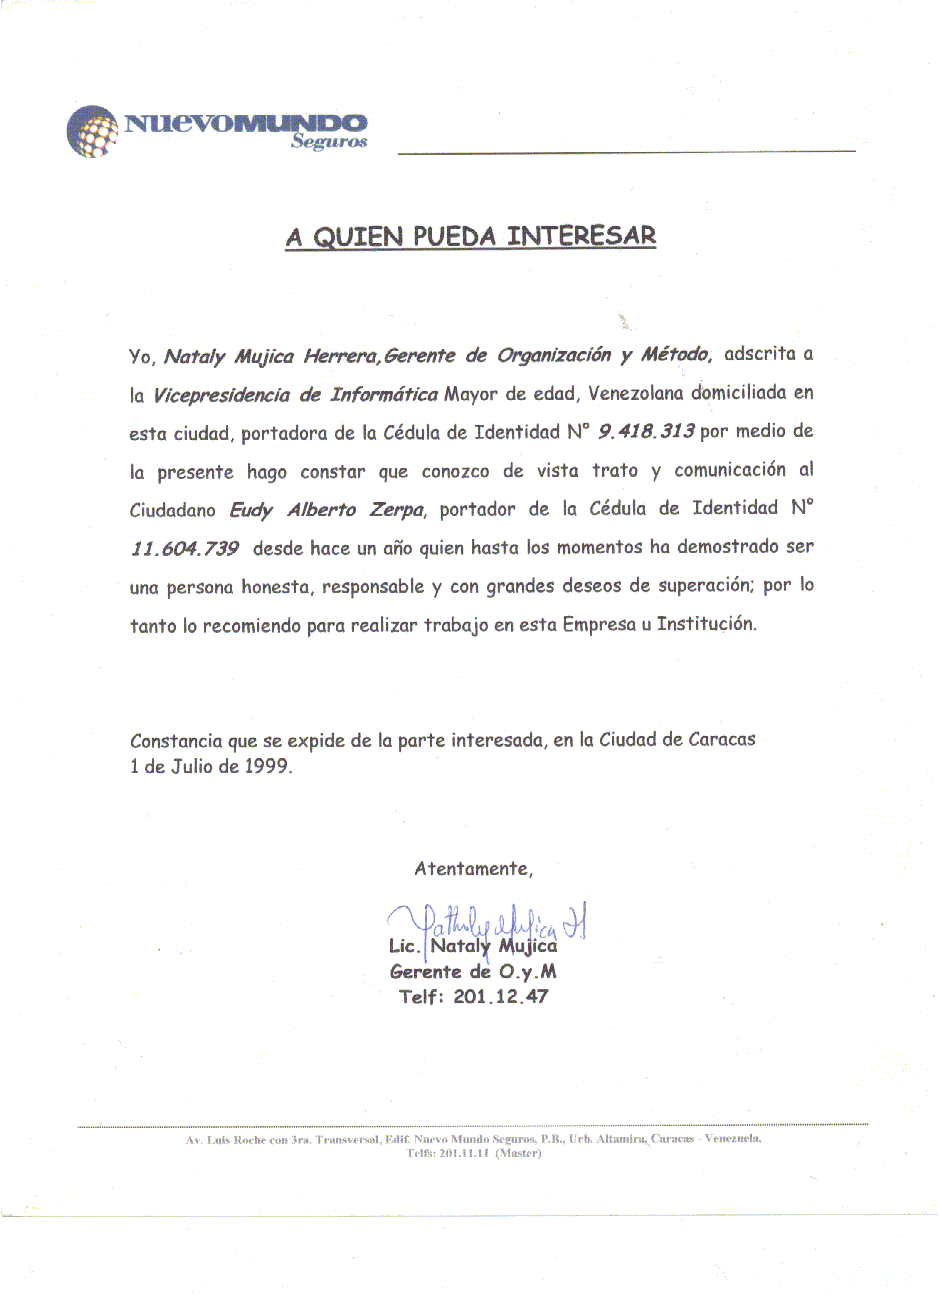 NUEVOMUNDO
Seguros
A QUIEN PUEDA INTERESAR
Yo, Nataly Mujica Herrera, Gerente de Organización y Método, adscrita a
la Vicepresidencia de Informática Mayor de edad, Venezolana domiciliada en
esta ciudad, portadora de la Cédula de Identidad N° 9.418.313 por medio de
la presente hago constar que conozco de vista trato y comunicación al
Ciudadano Eudy Alberto Zerpa, portador de la Cédula de Identidad N°
11.604.739 desde hace un año quien hasta los momentos ha demostrado ser
una persona honesta, responsable y con grandes deseos de superación; por lo
tanto lo recomiendo para realizar trabajo en esta Empresa u Institución.
Constancia que se expide de la parte interesada, en la Ciudad de Caracas
1 de Julio de 1999.
Atentamente,
Lic. Nataly Mujica
Gerente de O.y.M
Telf: 201.12.47
Av. Luis Roche con 3ra. Transversal, Edif. Nuevo Mundo Seguros, P.B., Urb. Altamira, Caracas - Venezuela.
Telfs: 201.11.11 (Master)